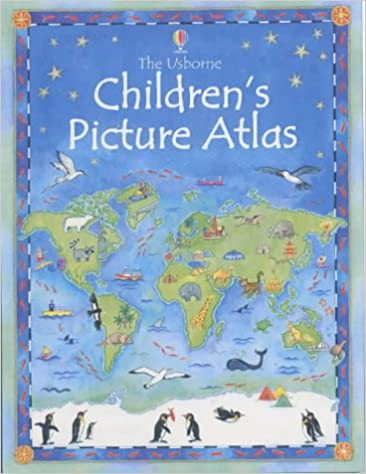 The Usborne
Children's
Picture Atlas